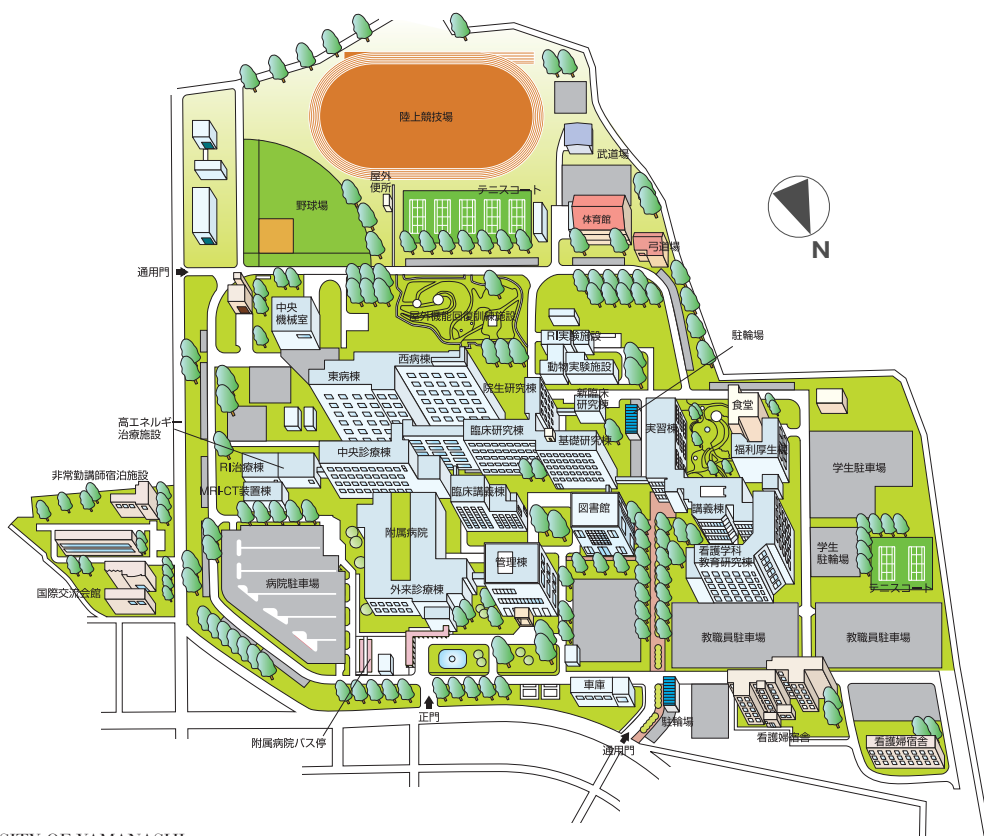 陸上競技場
武道場
屋外
便所
テニスコート
野球場
体育館
弓道場
N
通用門
中央
機械室
屋外機能回復訓練施設
RI実験施設
駐輪場
西病棟
東病棟
動物実験施設
院生研究棟
新臨床
研究棟
食堂
高エネルギー
治療施設
臨床研究棟
基礎研究棟
実習棟
福利厚生棟
中央診療棟
RI治療棟
学生駐車場
非常勤講師宿泊施設
MRI-CT装置棟
臨床講義棟
図書館
講義棟
附属病院
看護学科
教育研究棟
学生
駐輪場
管理棟
病院駐車場
外来診療棟
テニスコート
国際交流会館
教職員駐車場
教職員駐車場
車庫
正門
駐輪場
附属病院バス停
通用門
看護婦宿舎
看護婦宿舎